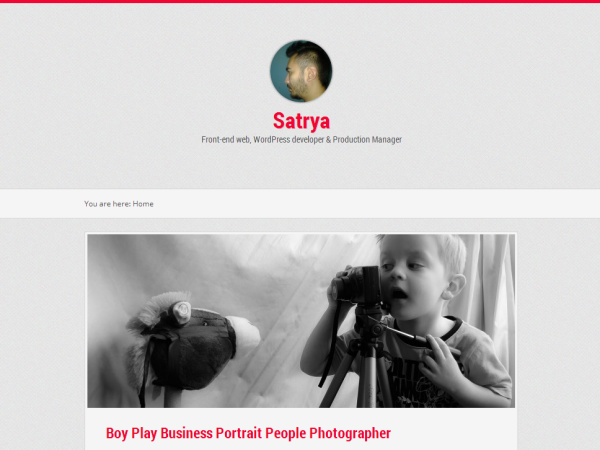 Satrya
Front-end web, WordPress developer & Production Manager
You are here: Home
Boy Play Business Portrait People Photographer